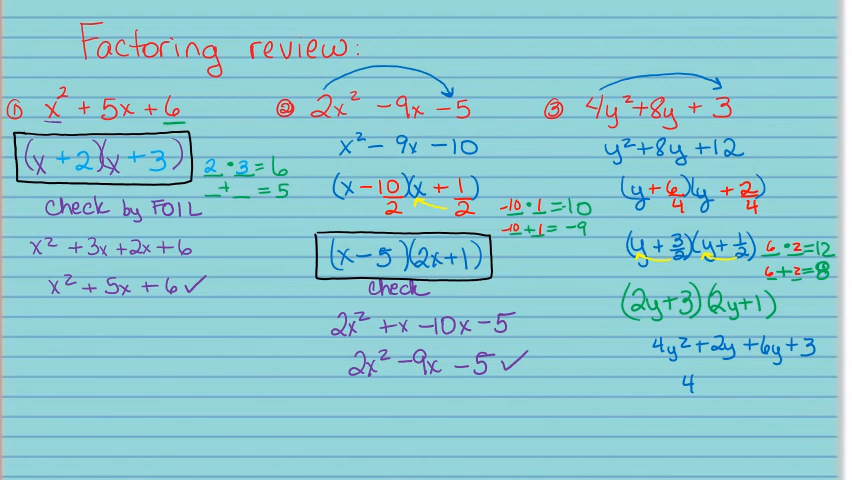 Factoring review:
① x² + 5x + 6
(x + 2)(x + 3)
2 · 3 = 6
_ + _ = 5
check by FOIL
x² + 3x + 2x + 6
x² + 5x + 6 ✓
② 2x² - 9x - 5
x² - 9x - 10
(x - 10/2)(x + 1/2)
-10 · 1 = -10
-10 + 1 = -9
(x - 5)(2x + 1)
check
2x² + x - 10x - 5
2x² - 9x - 5 ✓
③ 4y² + 8y + 3
y² + 8y + 12
(y + 6/4)(y + 2/4)
(y + 3/2)(y + 1/2)
6 · 2 = 12
6 + 2 = 8
(2y + 3)(2y + 1)
4y² + 2y + 6y + 3
4